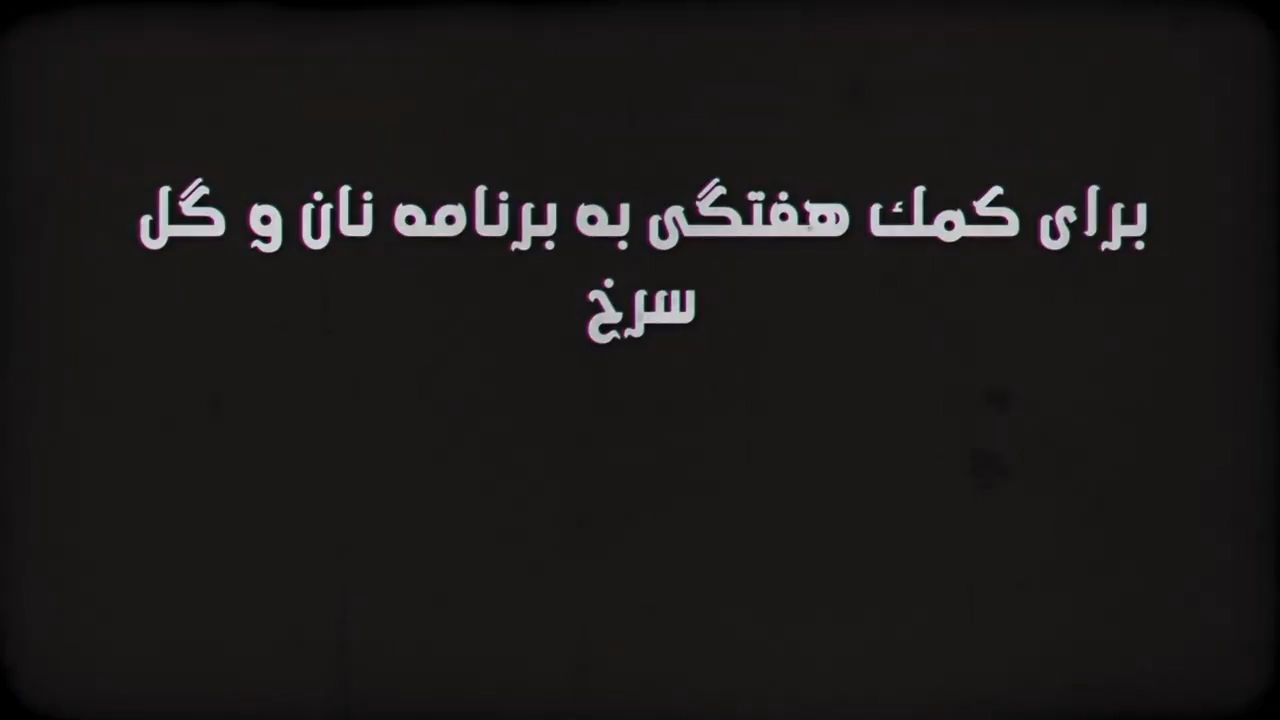 برای کمک هفتگی به برنامه نان و گل
سرخ